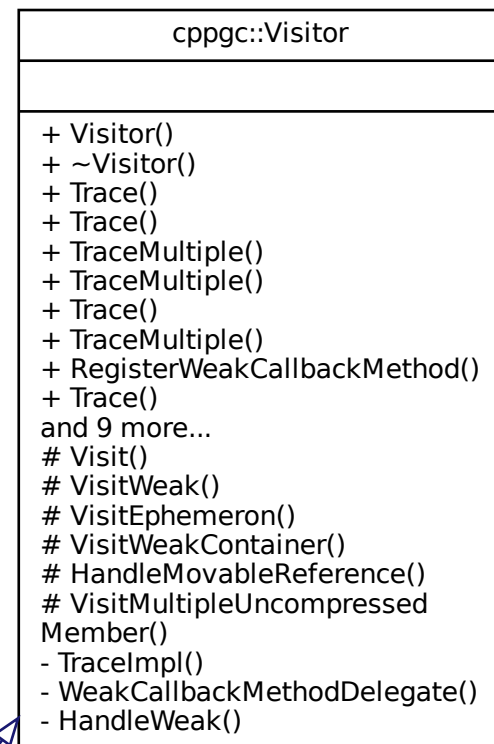 cppgc::Visitor
+ Visitor()
+ ~Visitor()
+ Trace()
+ Trace()
+ TraceMultiple()
+ TraceMultiple()
+ Trace()
+ TraceMultiple()
+ RegisterWeakCallbackMethod()
+ Trace()
and 9 more...
# Visit()
# VisitWeak()
# VisitEphemeron()
# VisitWeakContainer()
# HandleMovableReference()
# VisitMultipleUncompressed
Member()
- TraceImpl()
- WeakCallbackMethodDelegate()
- HandleWeak()